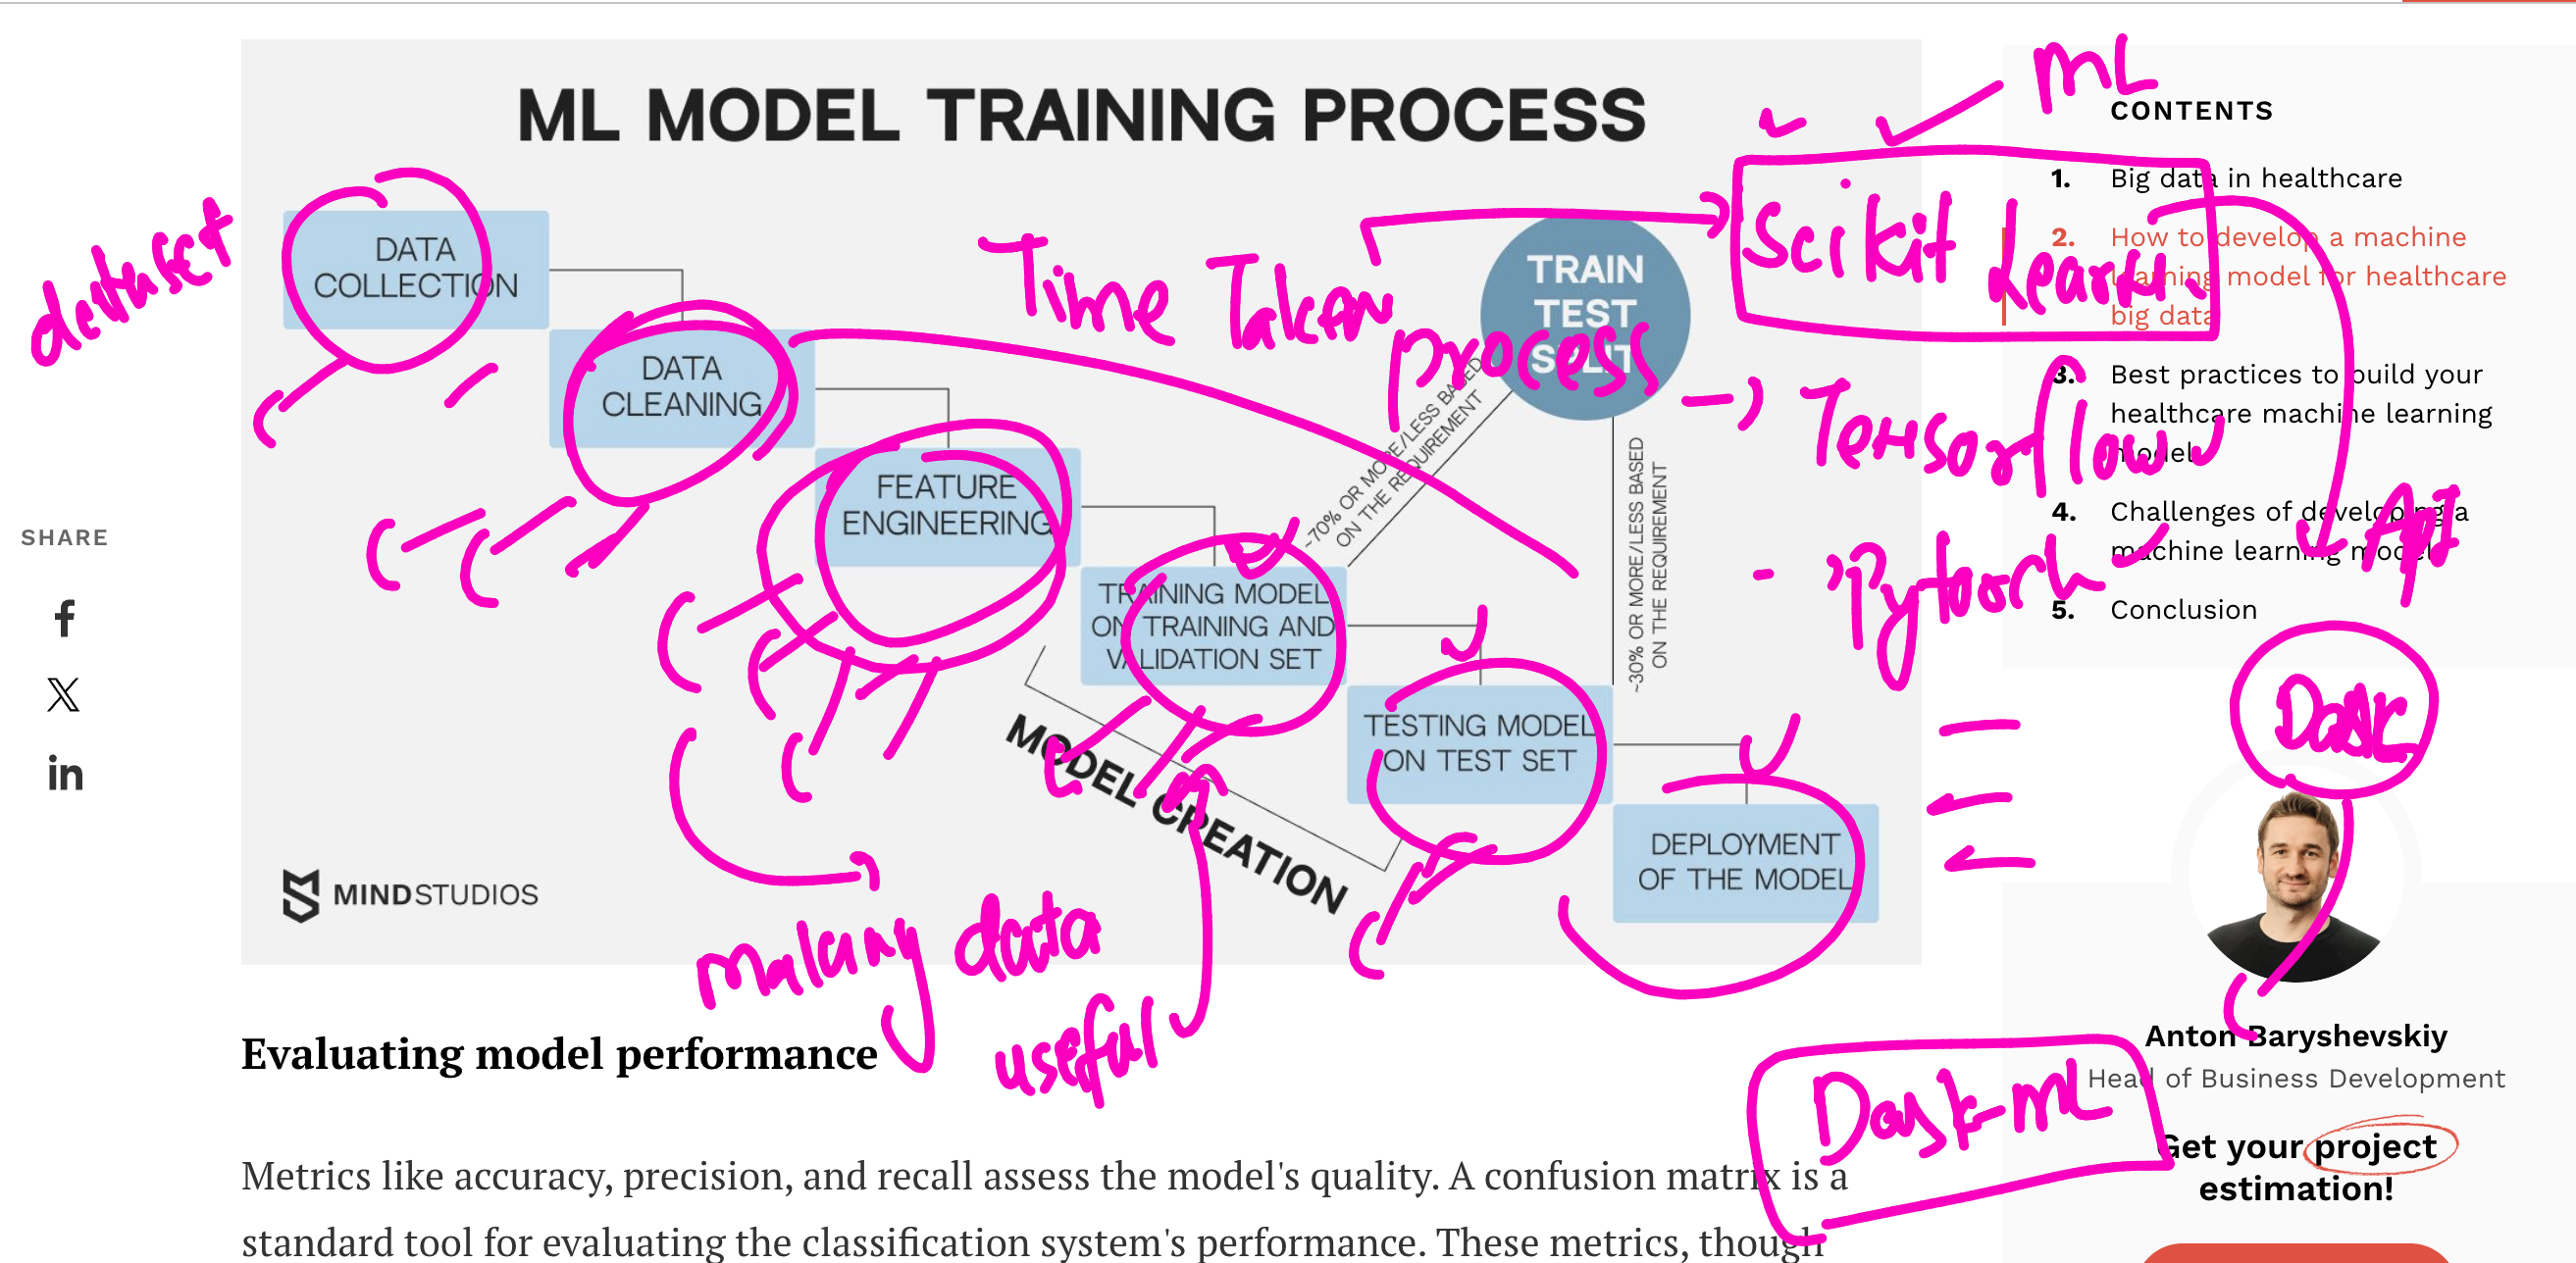 ML MODEL TRAINING PROCESS
DATA
COLLECTION
DATA
CLEANING
FEATURE
ENGINEERING
TRAINING MODEL
ON TRAINING AND
VALIDATION SET
TESTING MODEL
ON TEST SET
DEPLOYMENT
OF THE MODEL
TRAIN
TEST
SPLIT
~70% OR MORE/LESS BASED
ON THE REQUIREMENT
~30% OR MORE/LESS BASED
ON THE REQUIREMENT
MODEL CREATION
MINDSTUDIOS
dataset
Time Taken
process
making data
useful
ML
Scikit Learn
Tensorflow
Pytorch
API
Dask
Dask-ML
SHARE
CONTENTS
1. Big data in healthcare
2. How to develop a machine
learning model for healthcare
big data
3. Best practices to build your
healthcare machine learning
model
4. Challenges of developing a
machine learning model
5. Conclusion
Anton Baryshevskiy
Head of Business Development
Get your project
estimation!
Evaluating model performance
Metrics like accuracy, precision, and recall assess the model's quality. A confusion matrix is a
standard tool for evaluating the classification system's performance. These metrics, though